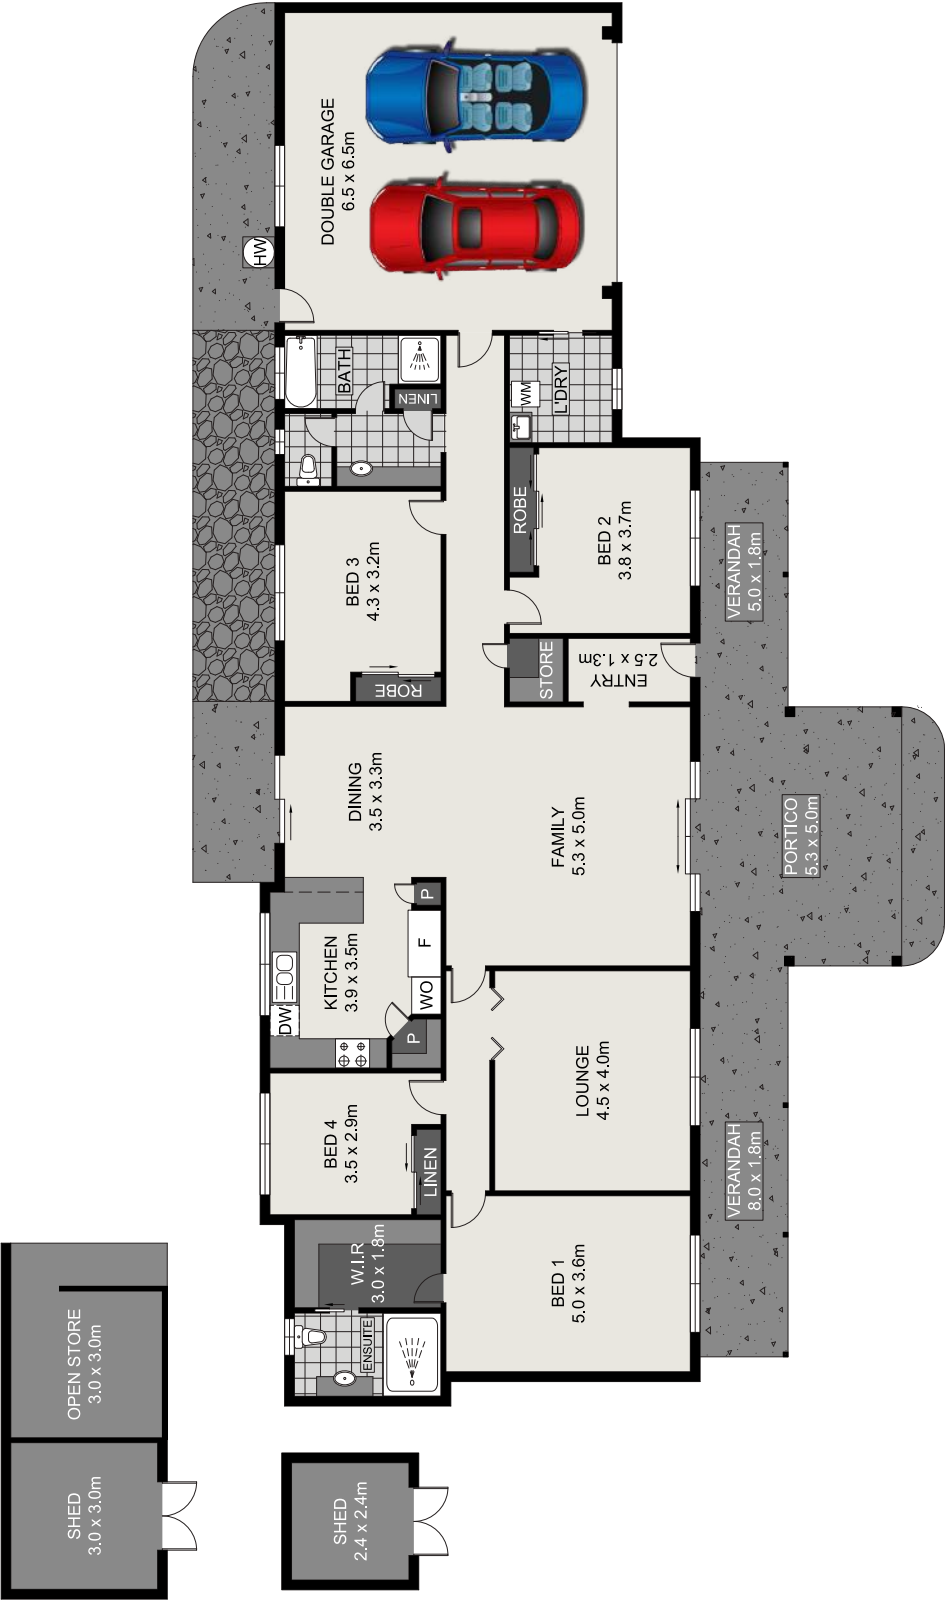 DOUBLE GARAGE
6.5 x 6.5m
HW
BATH
LINEN
WM
L'DRY
ROBE
BED 2
3.8 x 3.7m
BED 3
4.3 x 3.2m
ROBE
STORE
ENTRY
2.5 x 1.3m
VERANDAH
5.0 x 1.8m
DINING
3.5 x 3.3m
FAMILY
5.3 x 5.0m
PORTICO
5.3 x 5.0m
P
F
WO
P
KITCHEN
3.9 x 3.5m
DW
LOUNGE
4.5 x 4.0m
BED 4
3.5 x 2.9m
LINEN
VERANDAH
8.0 x 1.8m
W.I.R
3.0 x 1.8m
BED 1
5.0 x 3.6m
ENSUITE
OPEN STORE
3.0 x 3.0m
SHED
3.0 x 3.0m
SHED
2.4 x 2.4m